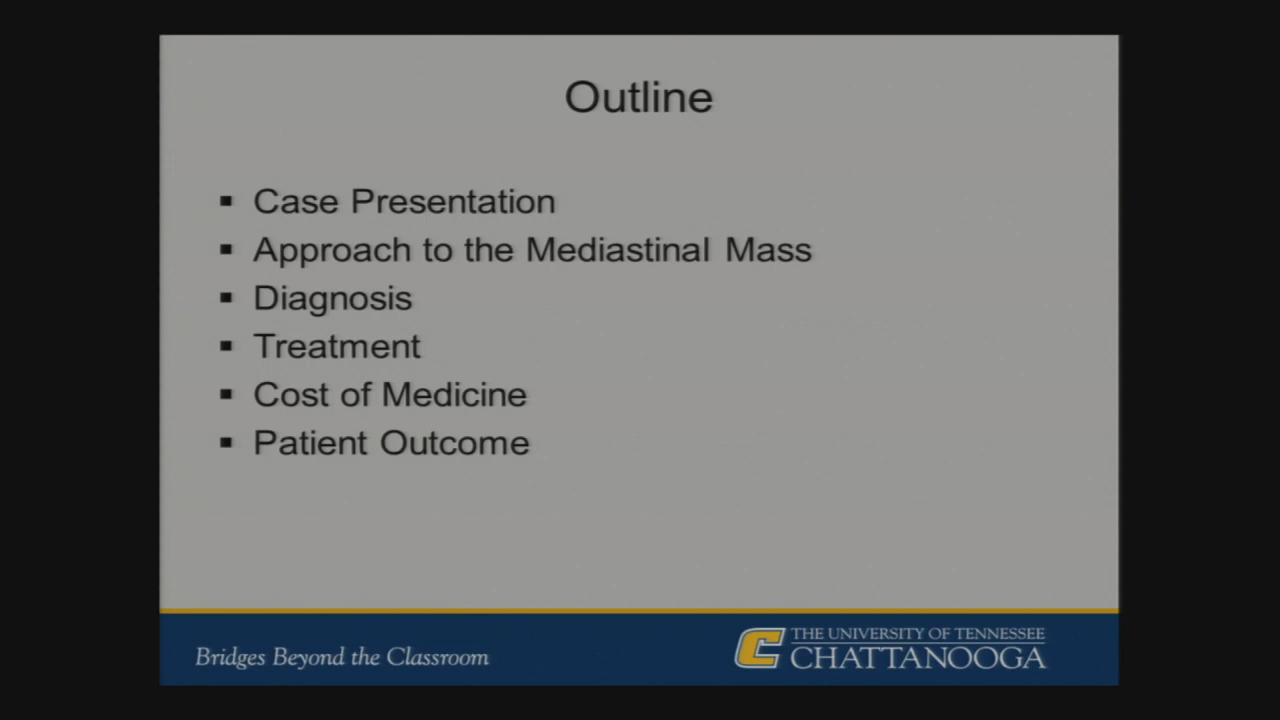 Outline
▪ Case Presentation
▪ Approach to the Mediastinal Mass
▪ Diagnosis
▪ Treatment
▪ Cost of Medicine
▪ Patient Outcome
Bridges Beyond the Classroom
C THE UNIVERSITY OF TENNESSEE
CHATTANOOGA